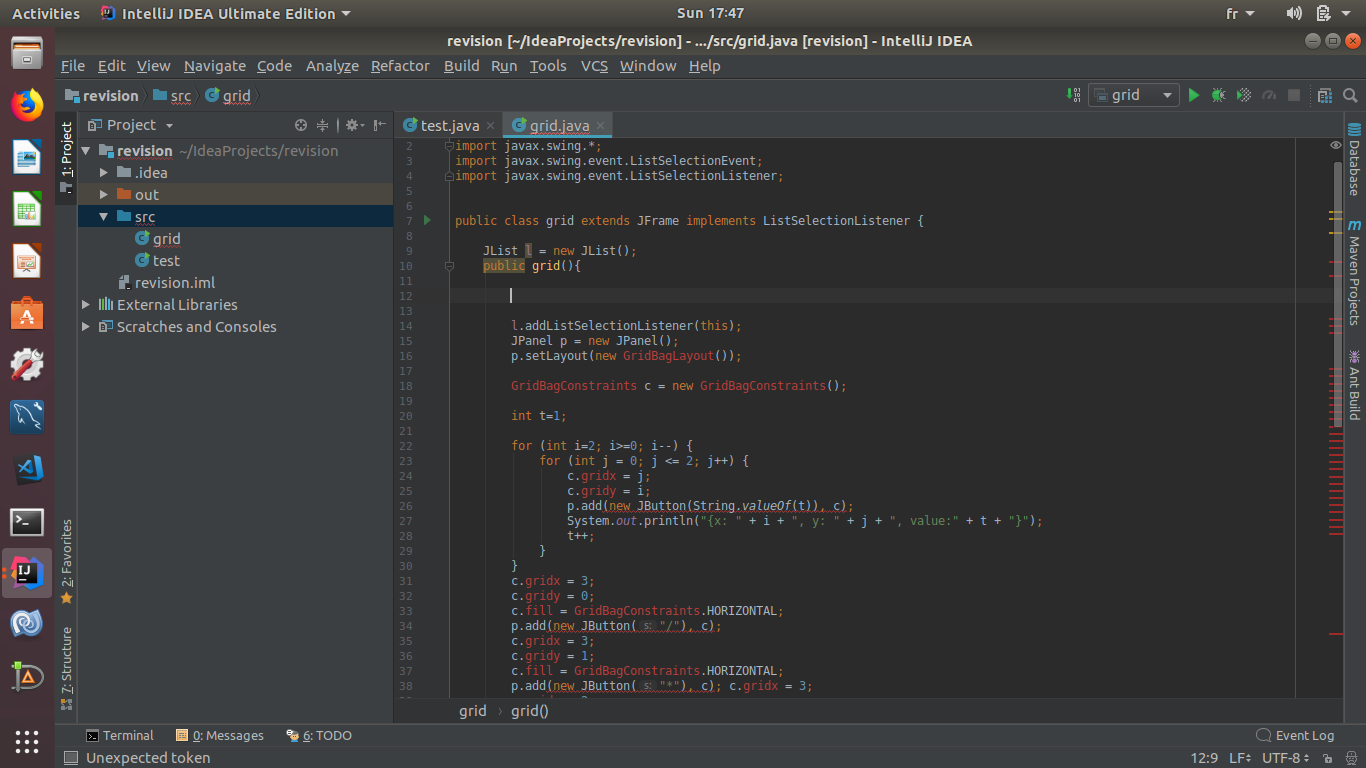 Activities IntelliJ IDEA Ultimate Edition Sun 17:47 fr
revision [~/IdeaProjects/revision] - .../src/grid.java [revision] - IntelliJ IDEA
File Edit View Navigate Code Analyze Refactor Build Run Tools VCS Window Help
revision src grid grid
1: Project
Project
revision ~/IdeaProjects/revision
.idea
out
src
grid
test
revision.iml
External Libraries
Scratches and Consoles
2: Favorites
7: Structure
test.java grid.java
2 import javax.swing.*;
3 import javax.swing.event.ListSelectionEvent;
4 import javax.swing.event.ListSelectionListener;
5
6
7 public class grid extends JFrame implements ListSelectionListener {
8
9 JList l = new JList();
10 public grid(){
11
12
13
14 l.addListSelectionListener(this);
15 JPanel p = new JPanel();
16 p.setLayout(new GridBagLayout());
17
18 GridBagConstraints c = new GridBagConstraints();
19
20 int t=1;
21
22 for (int i=2; i>=0; i--) {
23 for (int j = 0; j <= 2; j++) {
24 c.gridx = j;
25 c.gridy = i;
26 p.add(new JButton(String.valueOf(t)), c);
27 System.out.println("{x: " + i + ", y: " + j + ", value:" + t + "}");
28 t++;
29 }
30 }
31 c.gridx = 3;
32 c.gridy = 0;
33 c.fill = GridBagConstraints.HORIZONTAL;
34 p.add(new JButton( s: "/"), c);
35 c.gridx = 3;
36 c.gridy = 1;
37 c.fill = GridBagConstraints.HORIZONTAL;
38 p.add(new JButton( s: "*"), c); c.gridx = 3;
grid › grid()
Database
Maven Projects
Ant Build
Terminal 0: Messages 6: TODO Event Log
Unexpected token 12:9 LF UTF-8